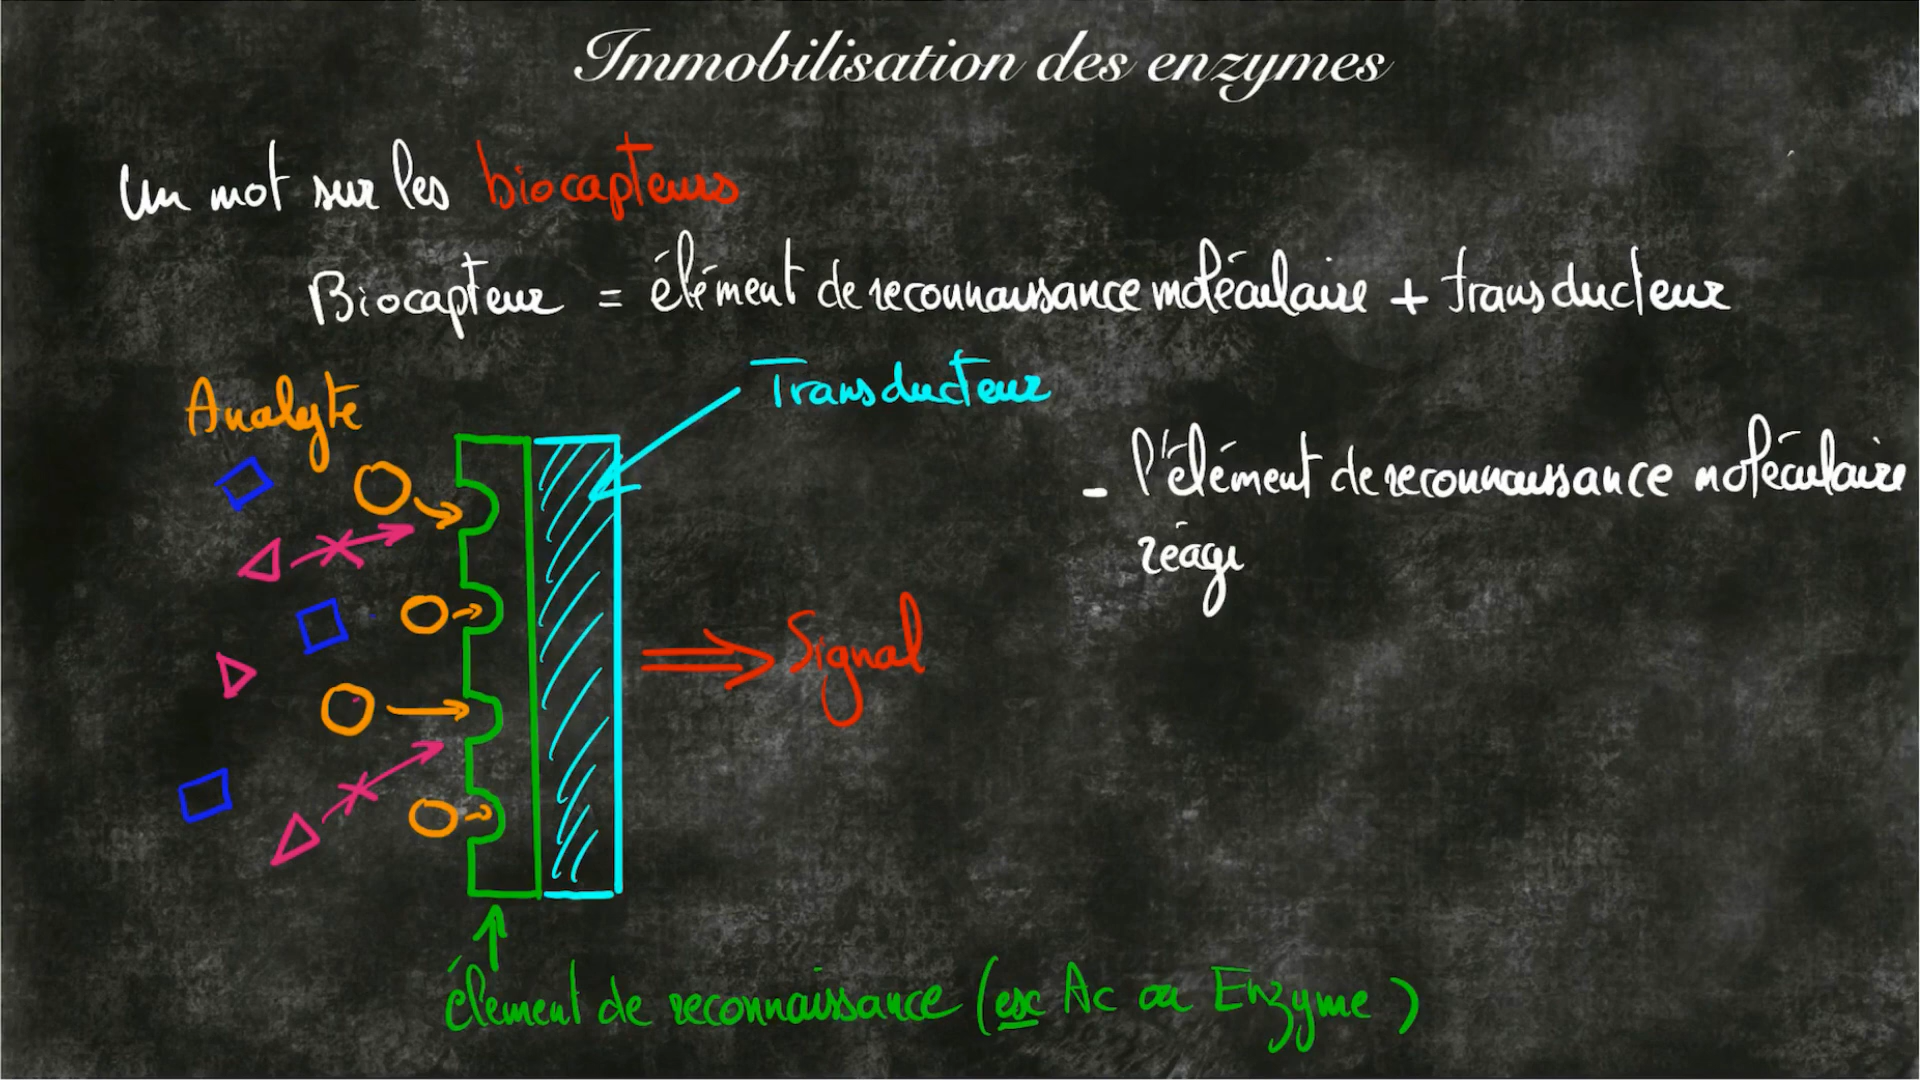 Immobilisation des enzymes
Un mot sur les biocapteurs
Biocapteur = élément de reconnaissance moléculaire + transducteur
Transducteur
Analyte
- l'élément de reconnaissance moléculaire
réagi
Signal
élément de reconnaissance (ex Ac ou Enzyme)